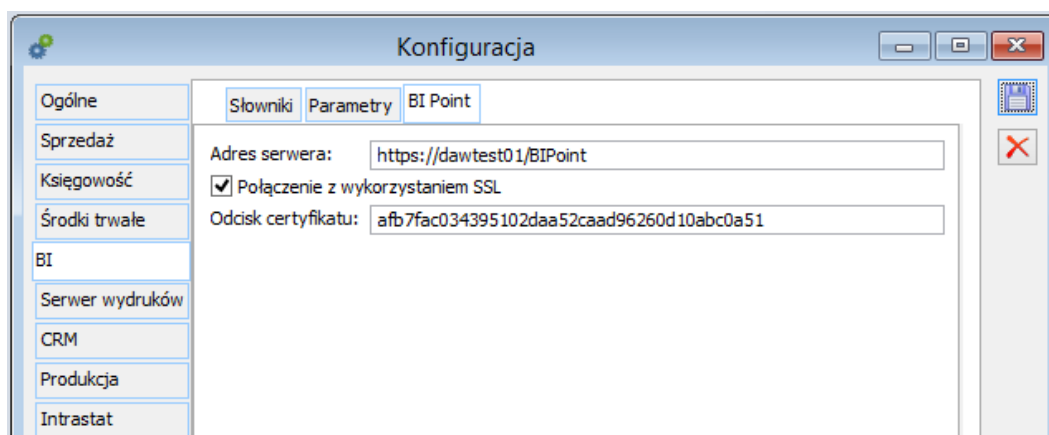 Konfiguracja
Ogólne
Sprzedaż
Księgowość
Środki trwałe
BI
Serwer wydruków
CRM
Produkcja
Intrastat
Słowniki Parametry BI Point
Adres serwera: https://dawtest01/BIPoint
Połączenie z wykorzystaniem SSL
Odcisk certyfikatu: afb7fac034395102daa52caad96260d10abc0a51